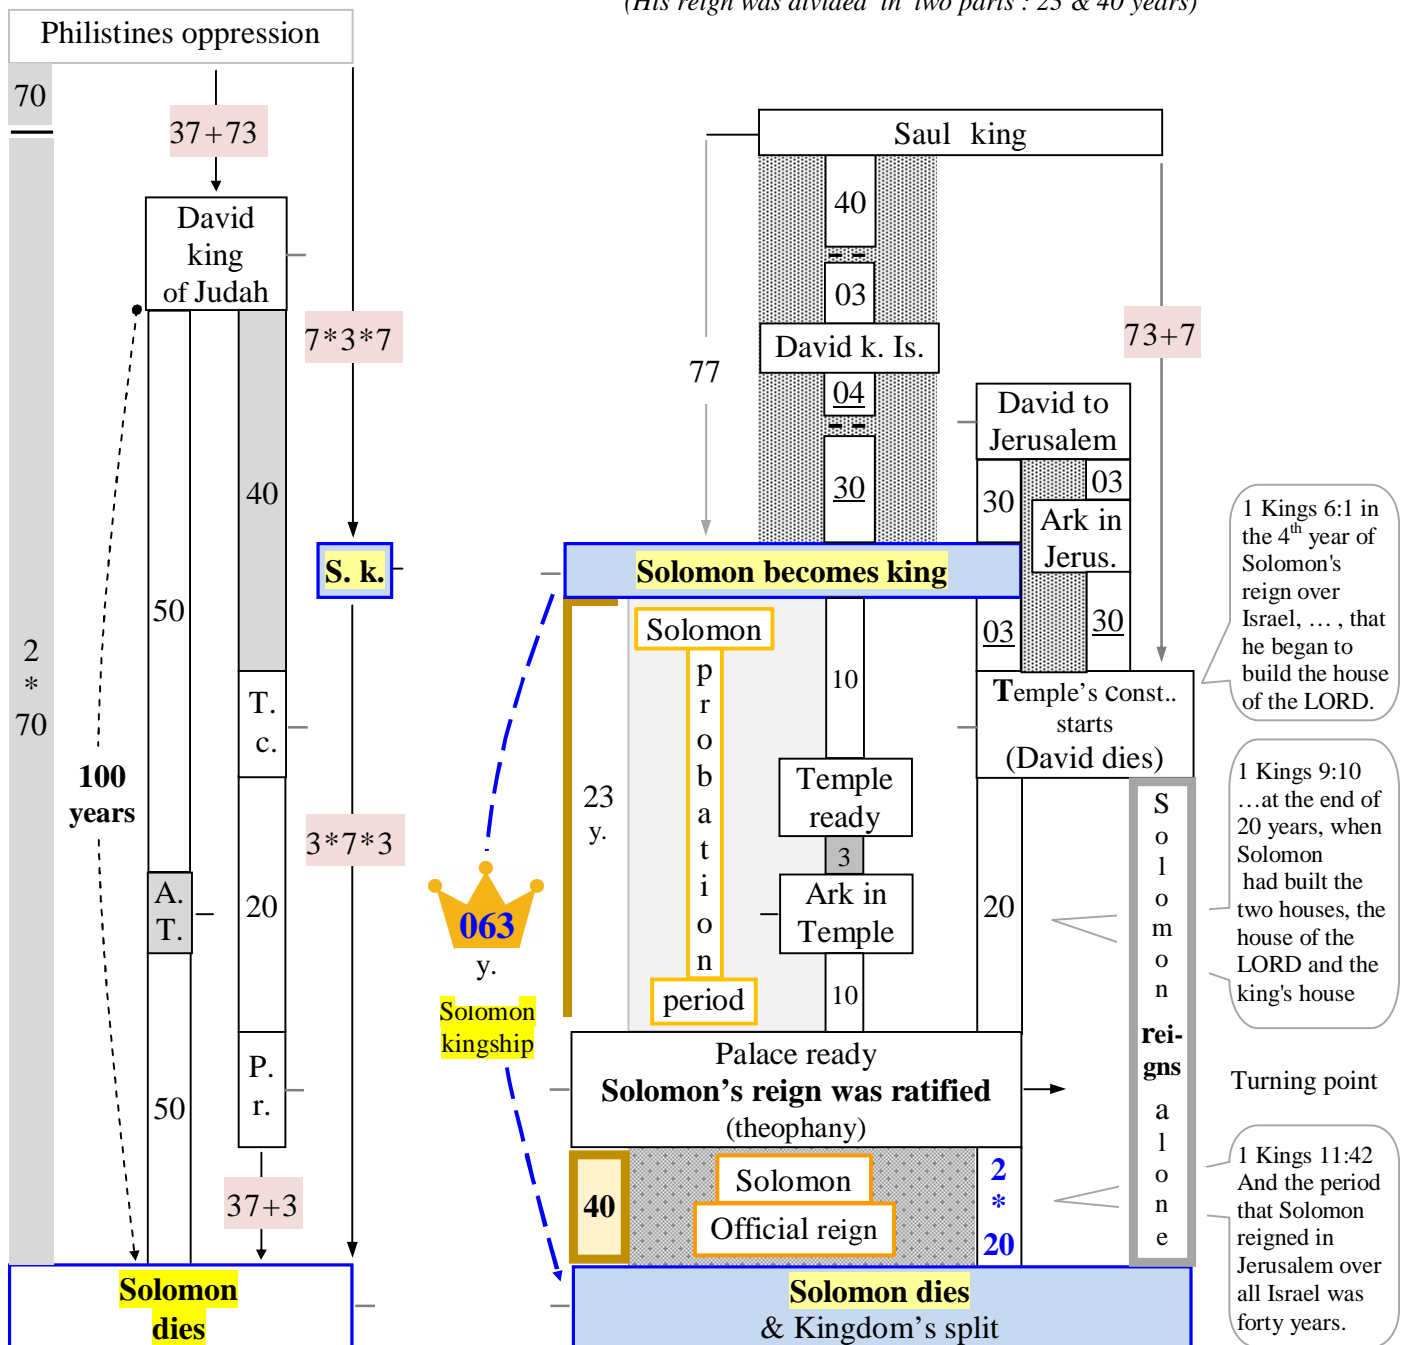 (His reign was divided in two parts : 23 & 40 years)
Philistines oppression
70
37+73
David
king
of Judah
7*3*7
40
S. k.
50
2
*
70
T.
c.
100
years
3*7*3
A.
T.
20
P.
r.
50
37+3
Solomon
dies
Saul king
40
03
David k. Is.
77
04
30
73+7
David to
Jerusalem
30
03
Ark in
Jerus.
Solomon becomes king
03
30
Solomon
p
r
o
b
a
t
i
o
n
period
10
Temple's const..
starts
(David dies)
23
y.
Temple
ready
3
Ark in
Temple
10
20
063
y.
Solomon
kingship
Palace ready
Solomon's reign was ratified
(theophany)
40
Solomon
Official reign
2
*
20
S
o
l
o
m
o
n
rei-
gns
a
l
o
n
e
Solomon dies
& Kingdom's split
1 Kings 6:1 in
the 4th year of
Solomon's
reign over
Israel, … , that
he began to
build the house
of the LORD.
1 Kings 9:10
…at the end of
20 years, when
Solomon
had built the
two houses, the
house of the
LORD and the
king's house
Turning point
1 Kings 11:42
And the period
that Solomon
reigned in
Jerusalem over
all Israel was
forty years.